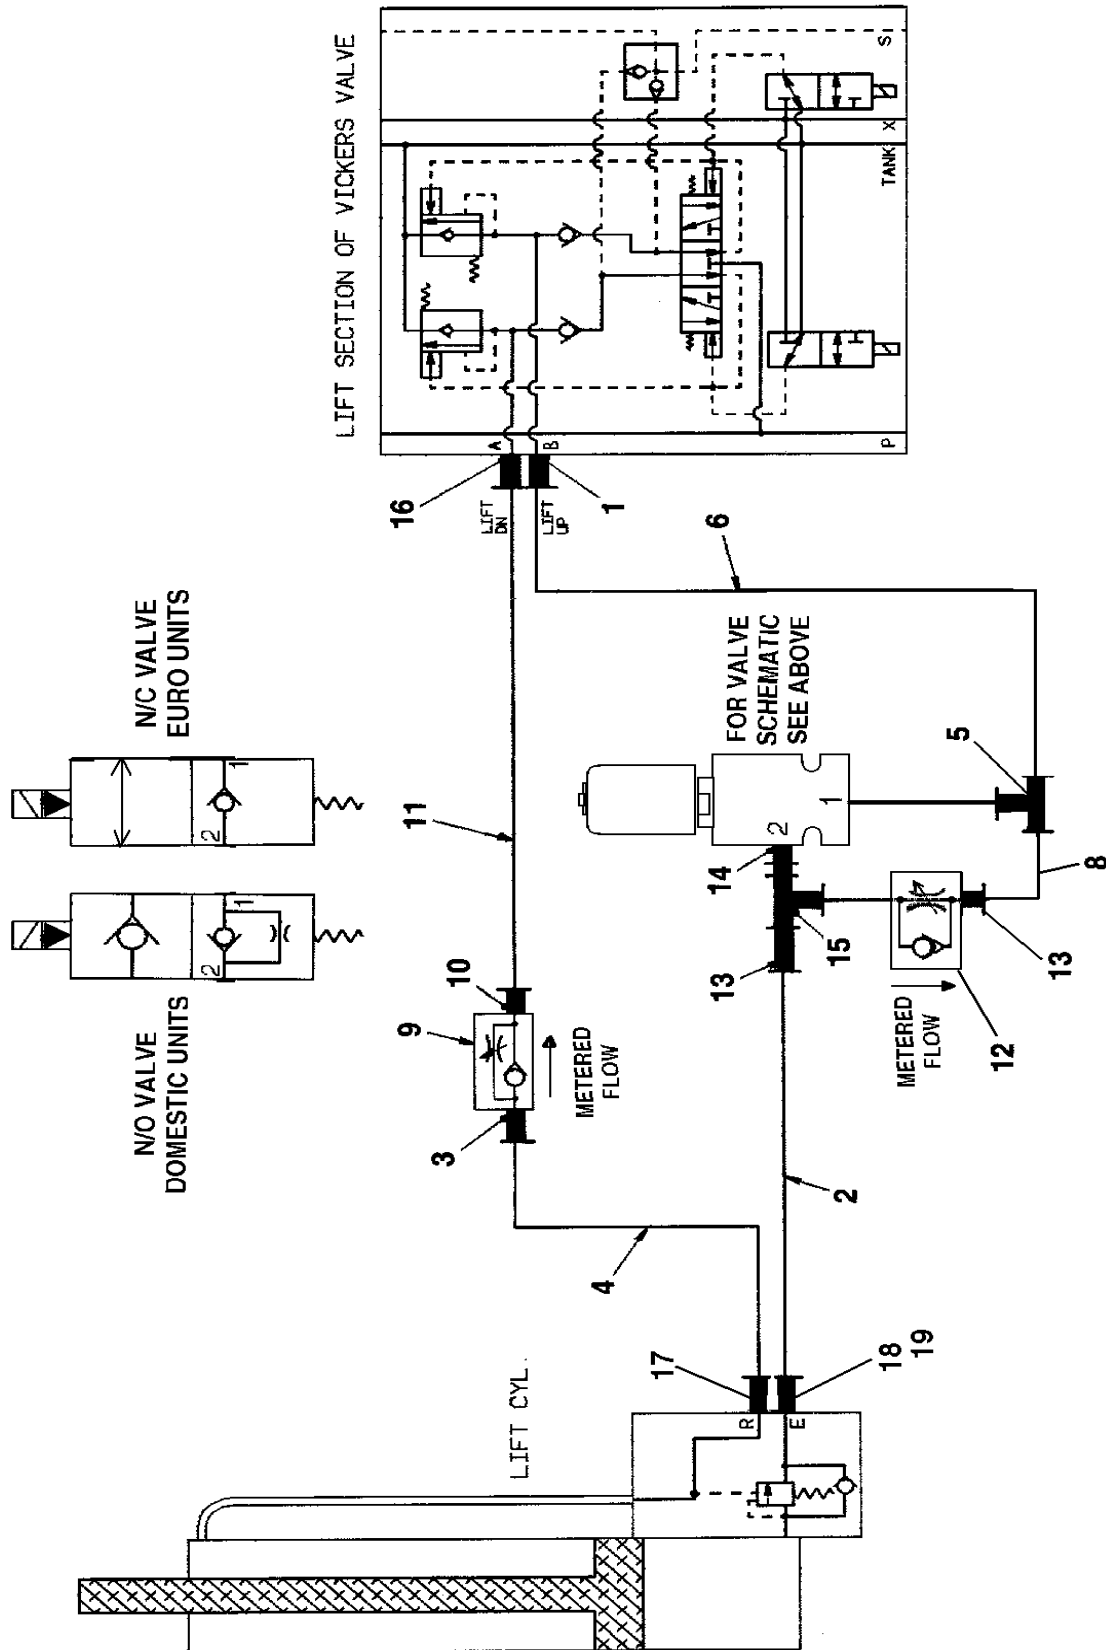 LIFT SECTION OF VICKERS VALVE
N/O VALVE
DOMESTIC UNITS
2
1
N/C VALVE
EURO UNITS
2
1
S
X
TANK
P
A
B
16
1
LIFT
DN
LIFT
UP
6
11
10
9
METERED
FLOW
3
4
FOR VALVE
SCHEMATIC
SEE ABOVE
1
2
5
8
14
15
13
13
METERED
FLOW
12
2
LIFT CYL.
17
R
E
18
19